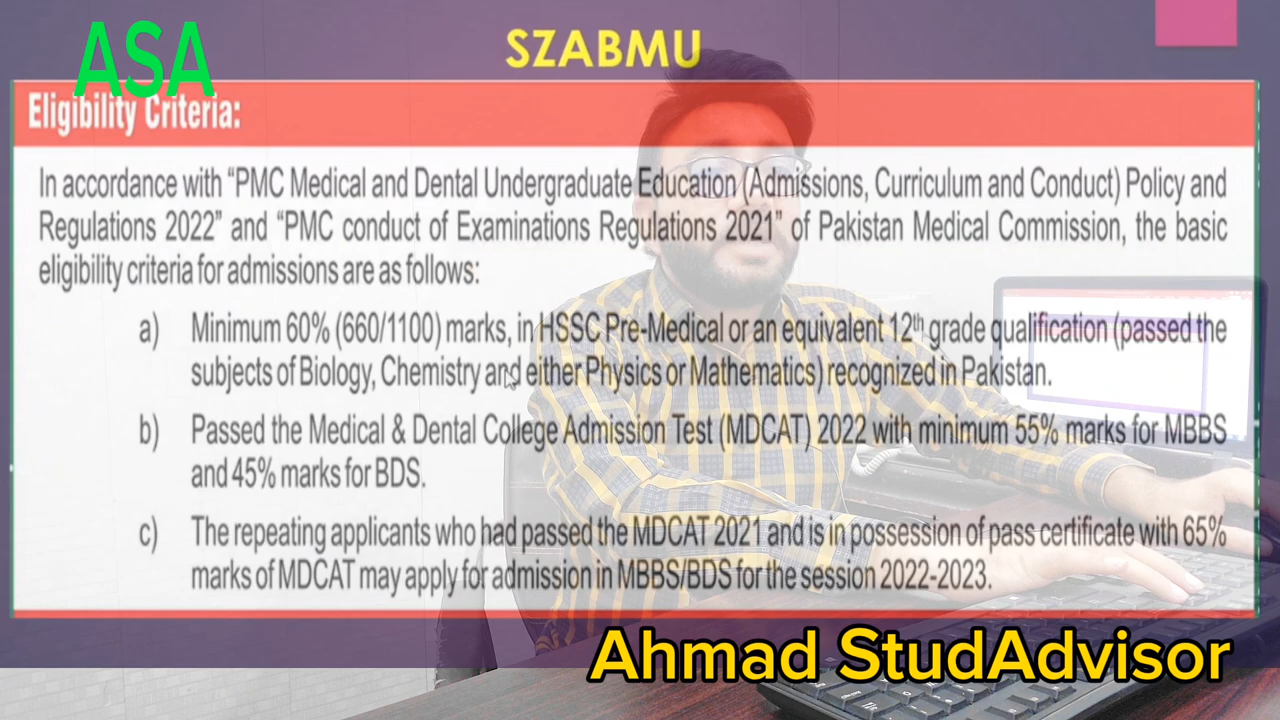 ASA
SZABMU
Eligibility Criteria:
In accordance with “PMC Medical and Dental Undergraduate Education (Admissions, Curriculum and Conduct) Policy and
Regulations 2022” and “PMC conduct of Examinations Regulations 2021” of Pakistan Medical Commission, the basic
eligibility criteria for admissions are as follows:
a) Minimum 60% (660/1100) marks, in HSSC Pre-Medical or an equivalent 12th grade qualification (passed the
subjects of Biology, Chemistry and either Physics or Mathematics) recognized in Pakistan.
b) Passed the Medical & Dental College Admission Test (MDCAT) 2022 with minimum 55% marks for MBBS
and 45% marks for BDS.
c) The repeating applicants who had passed the MDCAT 2021 and is in possession of pass certificate with 65%
marks of MDCAT may apply for admission in MBBS/BDS for the session 2022-2023.
Ahmad StudAdvisor